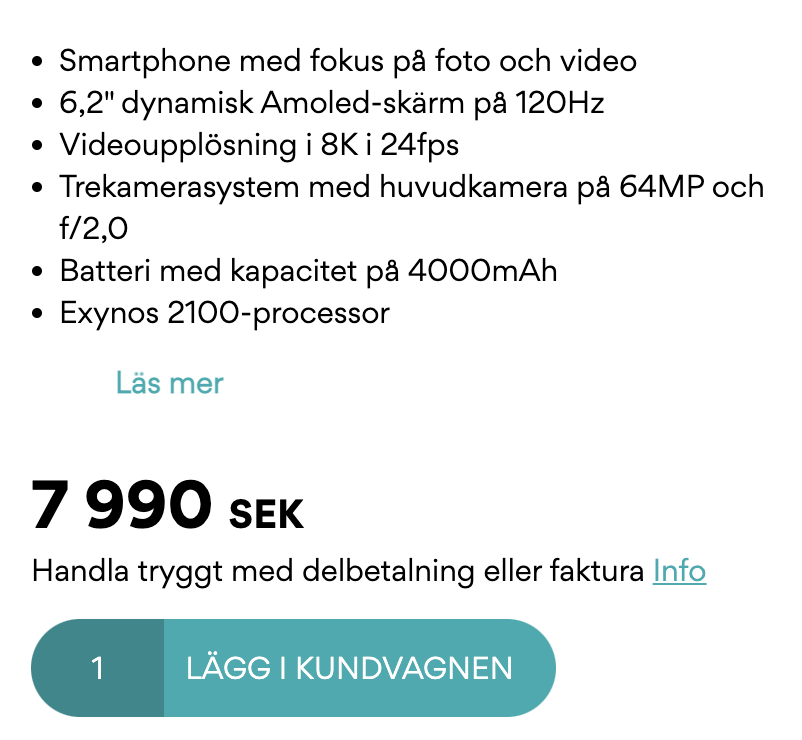 • Smartphone med fokus på foto och video
• 6,2" dynamisk Amoled-skärm på 120Hz
• Videoupplösning i 8K i 24fps
• Trekamerasystem med huvudkamera på 64MP och
f/2,0
• Batteri med kapacitet på 4000mAh
• Exynos 2100-processor
Läs mer
7 990 SEK
Handla tryggt med delbetalning eller faktura Info
1 LÄGG I KUNDVAGNEN